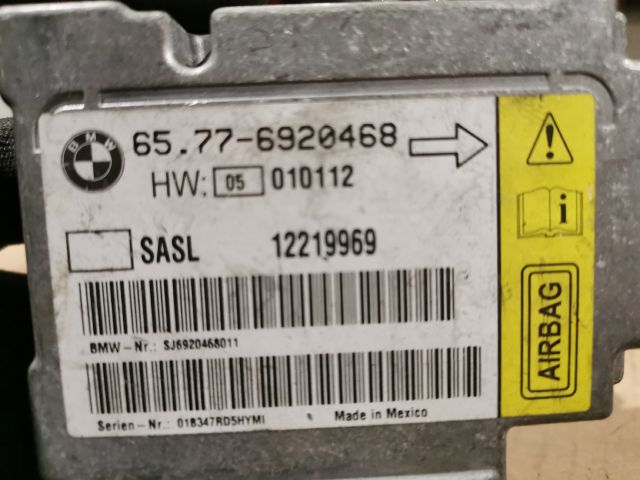 BMW
65.77-6920468
HW: 05 010112
SASL 12219969
BMW-Nr.: SJ6920468011
Serien-Nr.: 018347RD5HYMI
Made in Mexico
i
AIRBAG